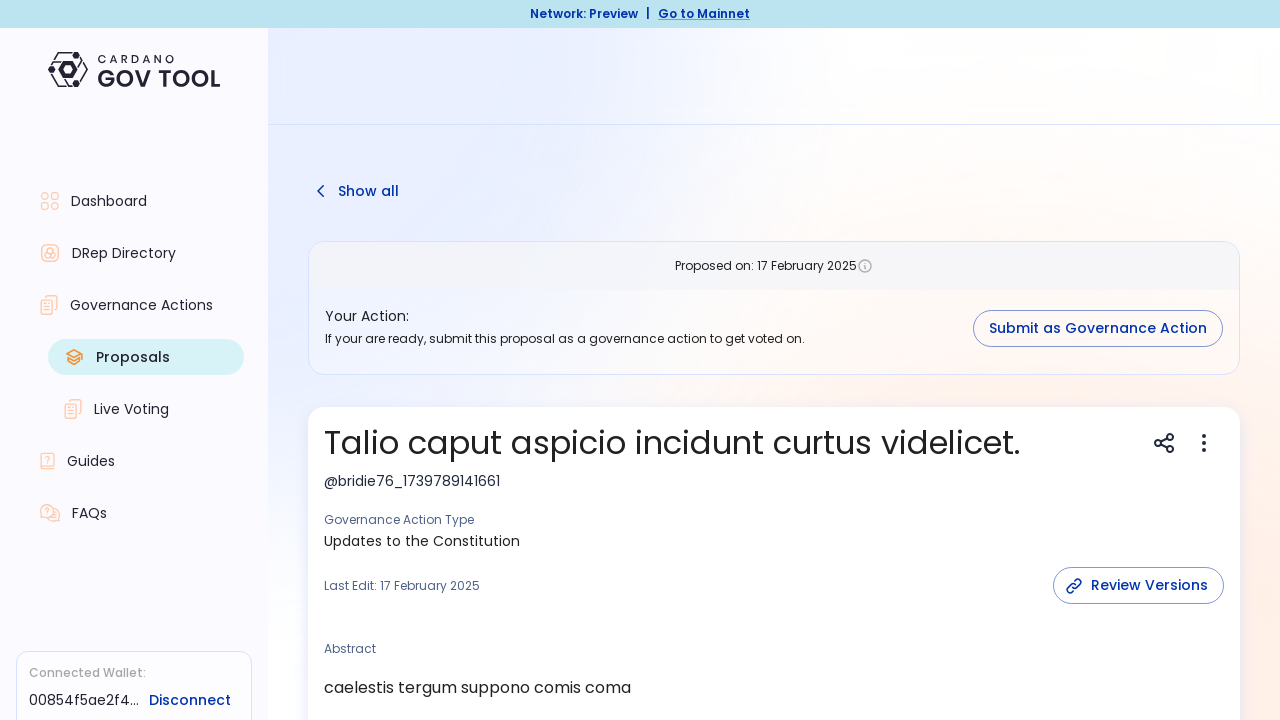 Network: Preview | Go to Mainnet
CARDANO
GOV TOOL
Dashboard
DRep Directory
Governance Actions
Proposals
Live Voting
Guides
FAQs
Connected Wallet:
00854f5ae2f4... Disconnect
Show all
Proposed on: 17 February 2025
Your Action:
If your are ready, submit this proposal as a governance action to get voted on.
Submit as Governance Action
Talio caput aspicio incidunt curtus videlicet.
@bridie76_1739789141661
Governance Action Type
Updates to the Constitution
Last Edit: 17 February 2025
Review Versions
Abstract
caelestis tergum suppono comis coma